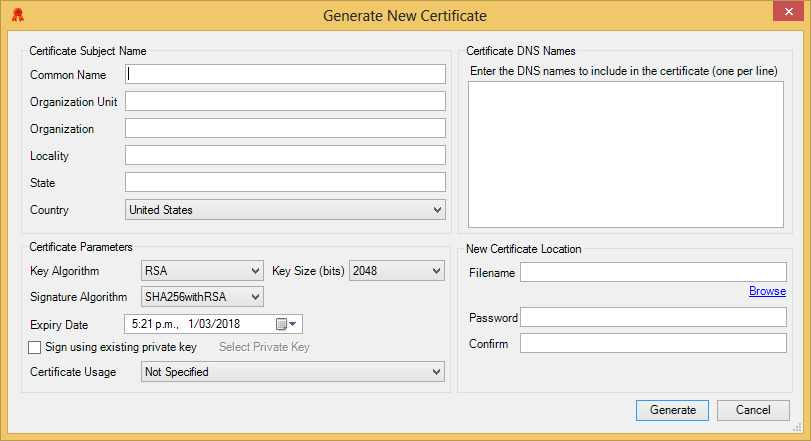 Generate New Certificate
Certificate Subject Name
Common Name
Organization Unit
Organization
Locality
State
Country United States
Certificate DNS Names
Enter the DNS names to include in the certificate (one per line)
Certificate Parameters
Key Algorithm RSA Key Size (bits) 2048
Signature Algorithm SHA256withRSA
Expiry Date 5:21 p.m., 1/03/2018
Sign using existing private key Select Private Key
Certificate Usage Not Specified
New Certificate Location
Filename
Browse
Password
Confirm
Generate Cancel